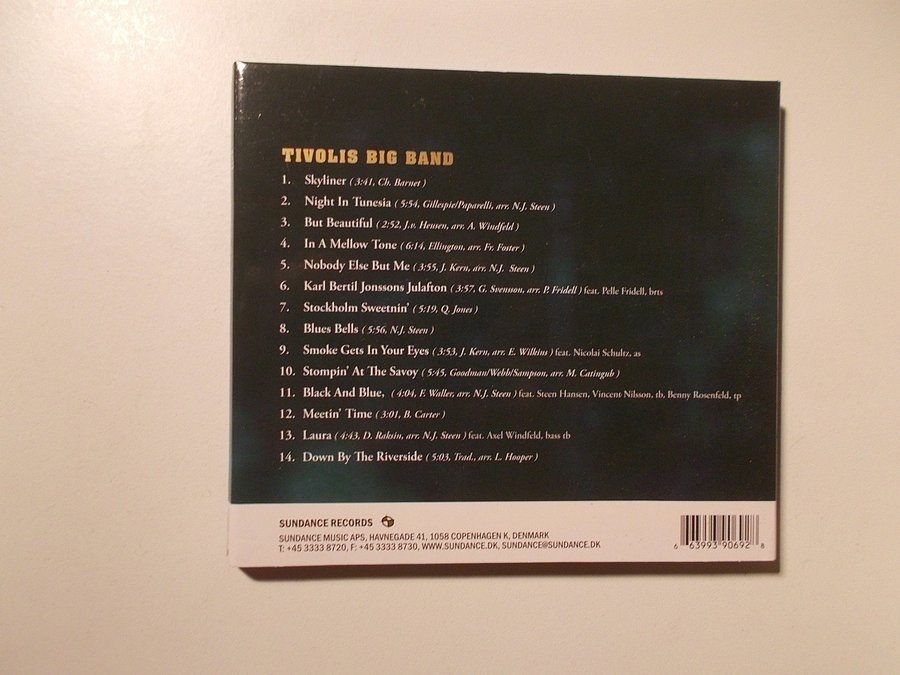 TIVOLIS BIG BAND
1. Skyliner ( 3:41, Ch. Barnet )
2. Night In Tunesia ( 5:54, Gillespie/Paparelli, arr. N.J. Steen )
3. But Beautiful ( 2:52, J.v. Heusen, arr. A. Windfeld )
4. In A Mellow Tone ( 6:14, Ellington, arr. Fr. Foster )
5. Nobody Else But Me ( 3:55, J. Kern, arr. N.J. Steen )
6. Karl Bertil Jonssons Julafton ( 3:57, G. Svensson, arr. P. Fridell ) feat. Pelle Fridell, brts
7. Stockholm Sweetnin' ( 5:19, Q. Jones )
8. Blues Bells ( 5:56, N.J. Steen )
9. Smoke Gets In Your Eyes ( 3:53, J. Kern, arr. E. Wilkins ) feat. Nicolai Schultz, as
10. Stompin' At The Savoy ( 5:45, Goodman/Webb/Sampson, arr. M. Catingub )
11. Black And Blue, ( 4:04, F. Waller, arr. N.J. Steen ) feat. Steen Hansen, Vincent Nilsson, tb, Benny Rosenfeld, tp
12. Meetin' Time ( 3:01, B. Carter )
13. Laura ( 4:43, D. Raksin, arr. N.J. Steen ) feat. Axel Windfeld, bass tb
14. Down By The Riverside ( 5:03, Trad., arr. L. Hooper )
SUNDANCE RECORDS
SUNDANCE MUSIC APS, HAVNEGADE 41, 1058 COPENHAGEN K, DENMARK
T: +45 3333 8720, F: +45 3333 8730, WWW.SUNDANCE.DK, SUNDANCE@SUNDANCE.DK
6 63993 90692 8